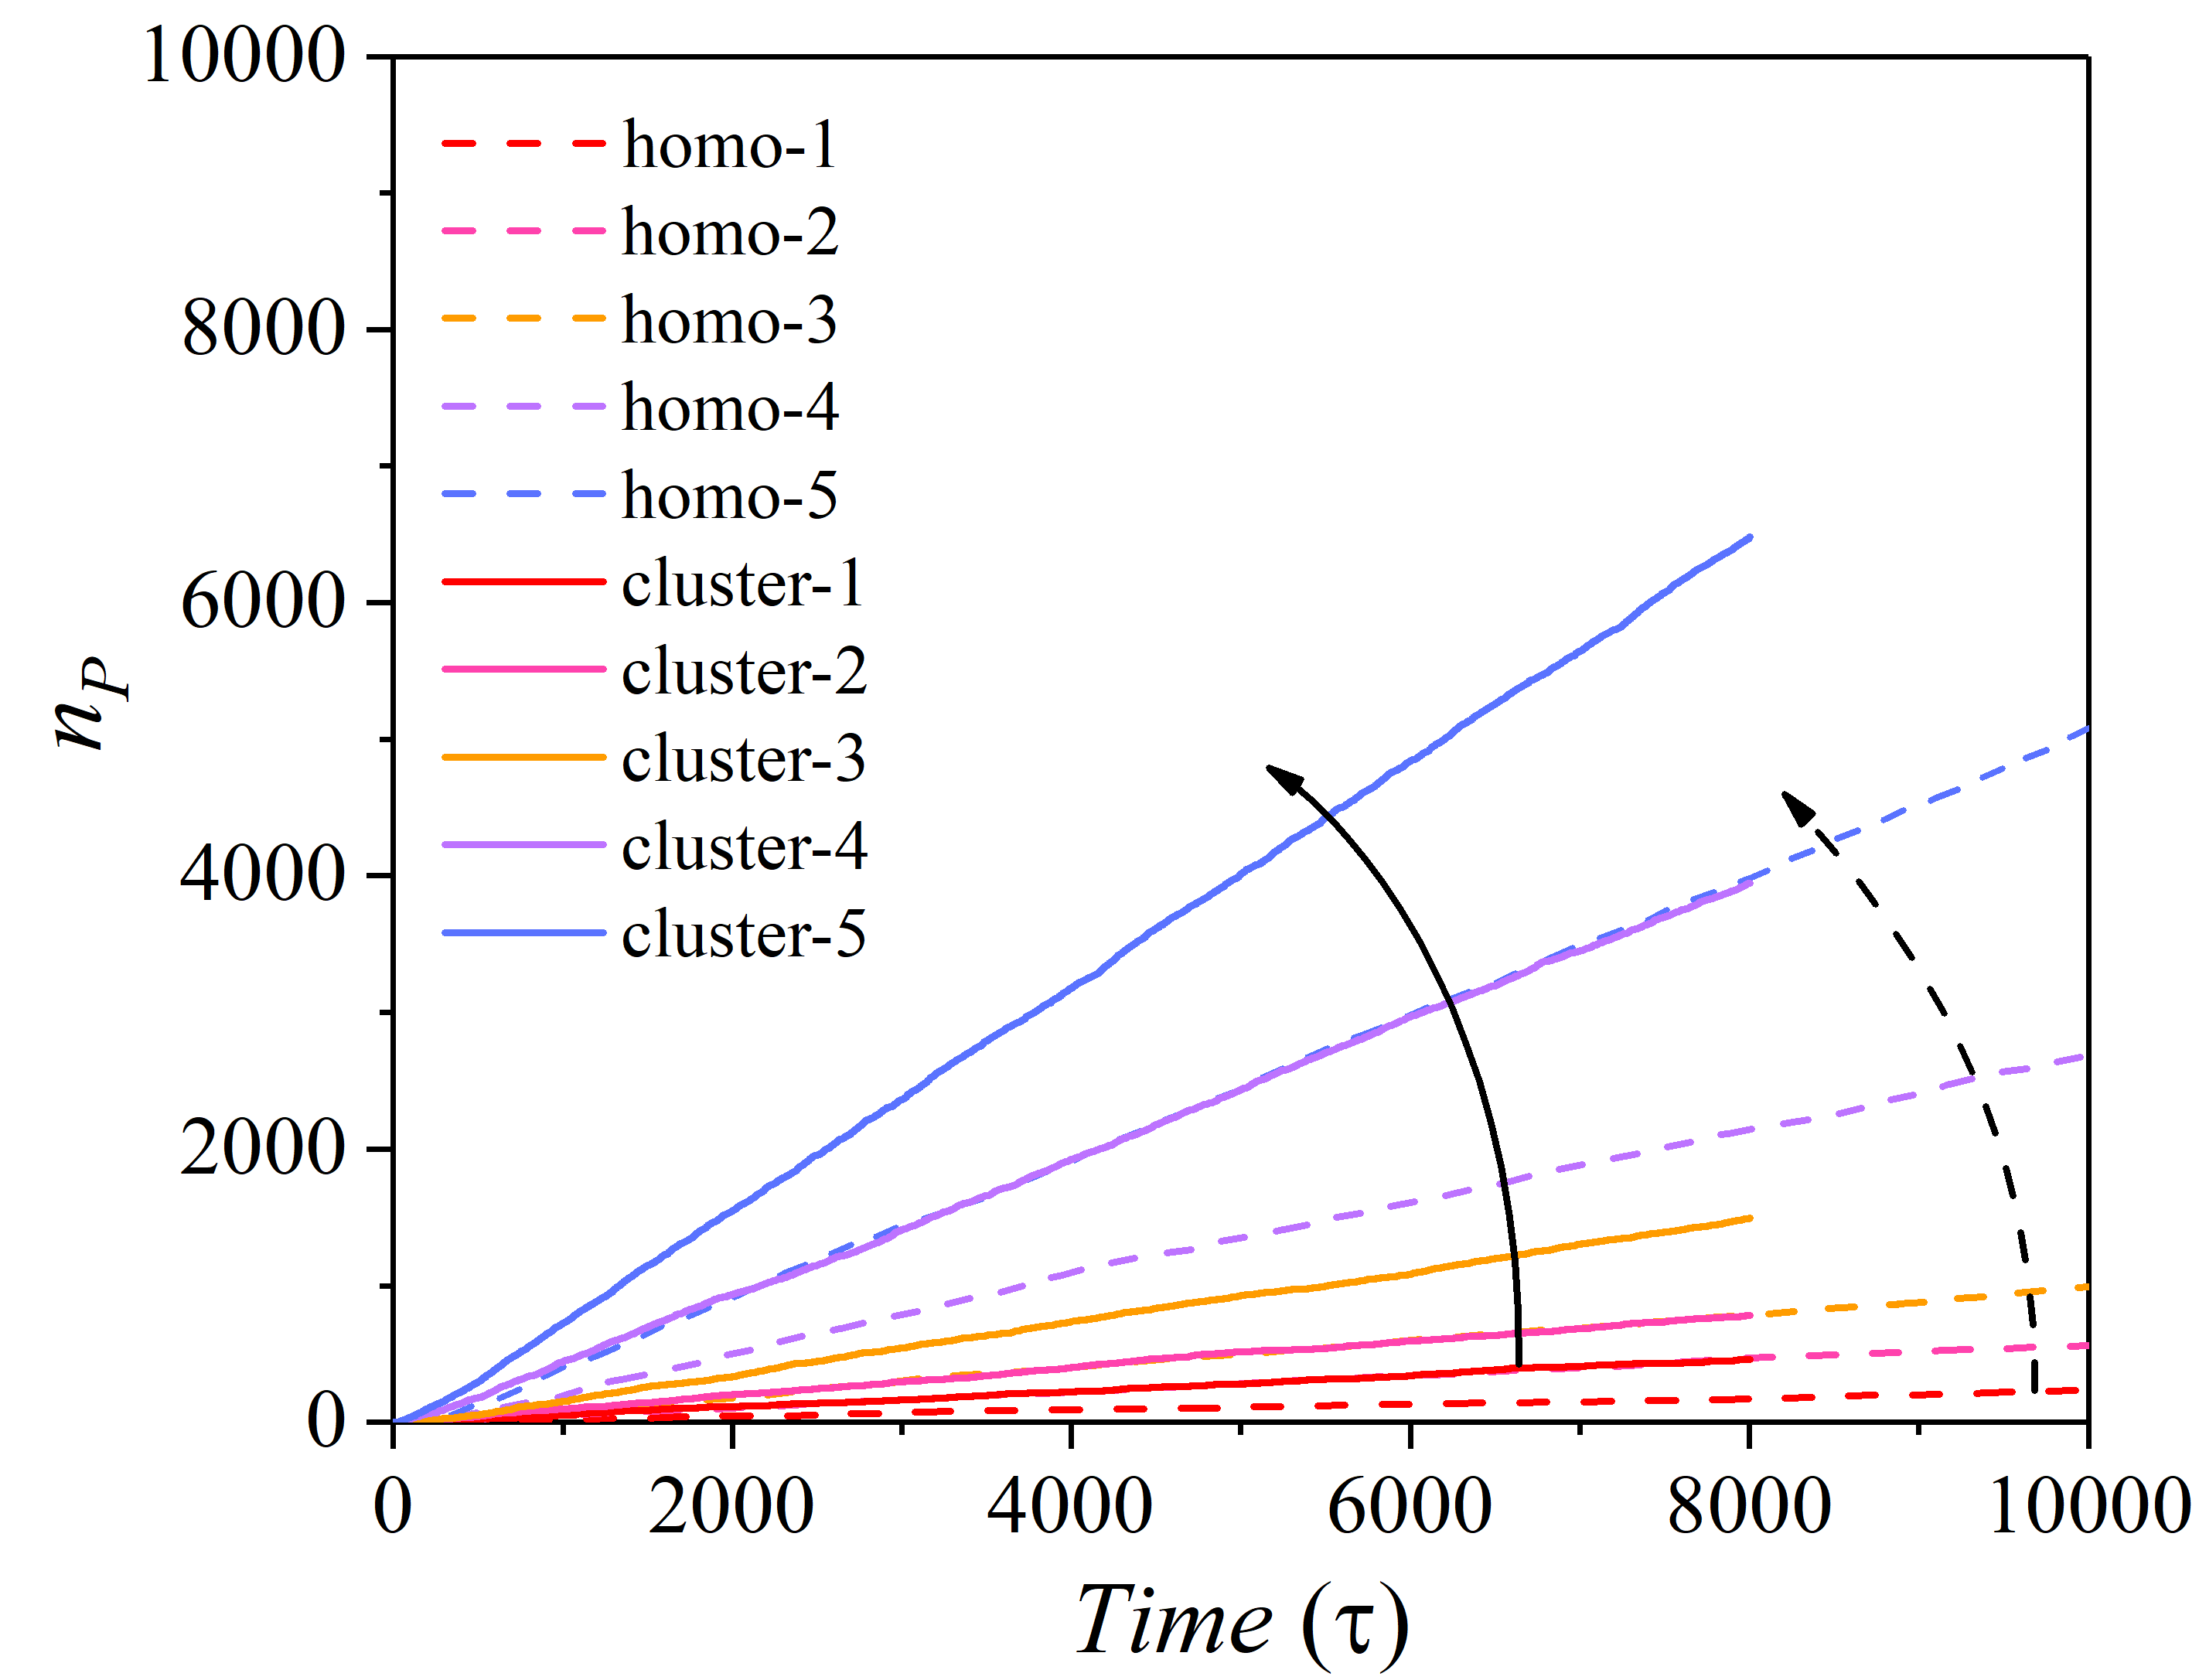 10000
8000
6000
4000
2000
0
n_P
homo-1
homo-2
homo-3
homo-4
homo-5
cluster-1
cluster-2
cluster-3
cluster-4
cluster-5
0 2000 4000 6000 8000 10000
Time (τ)